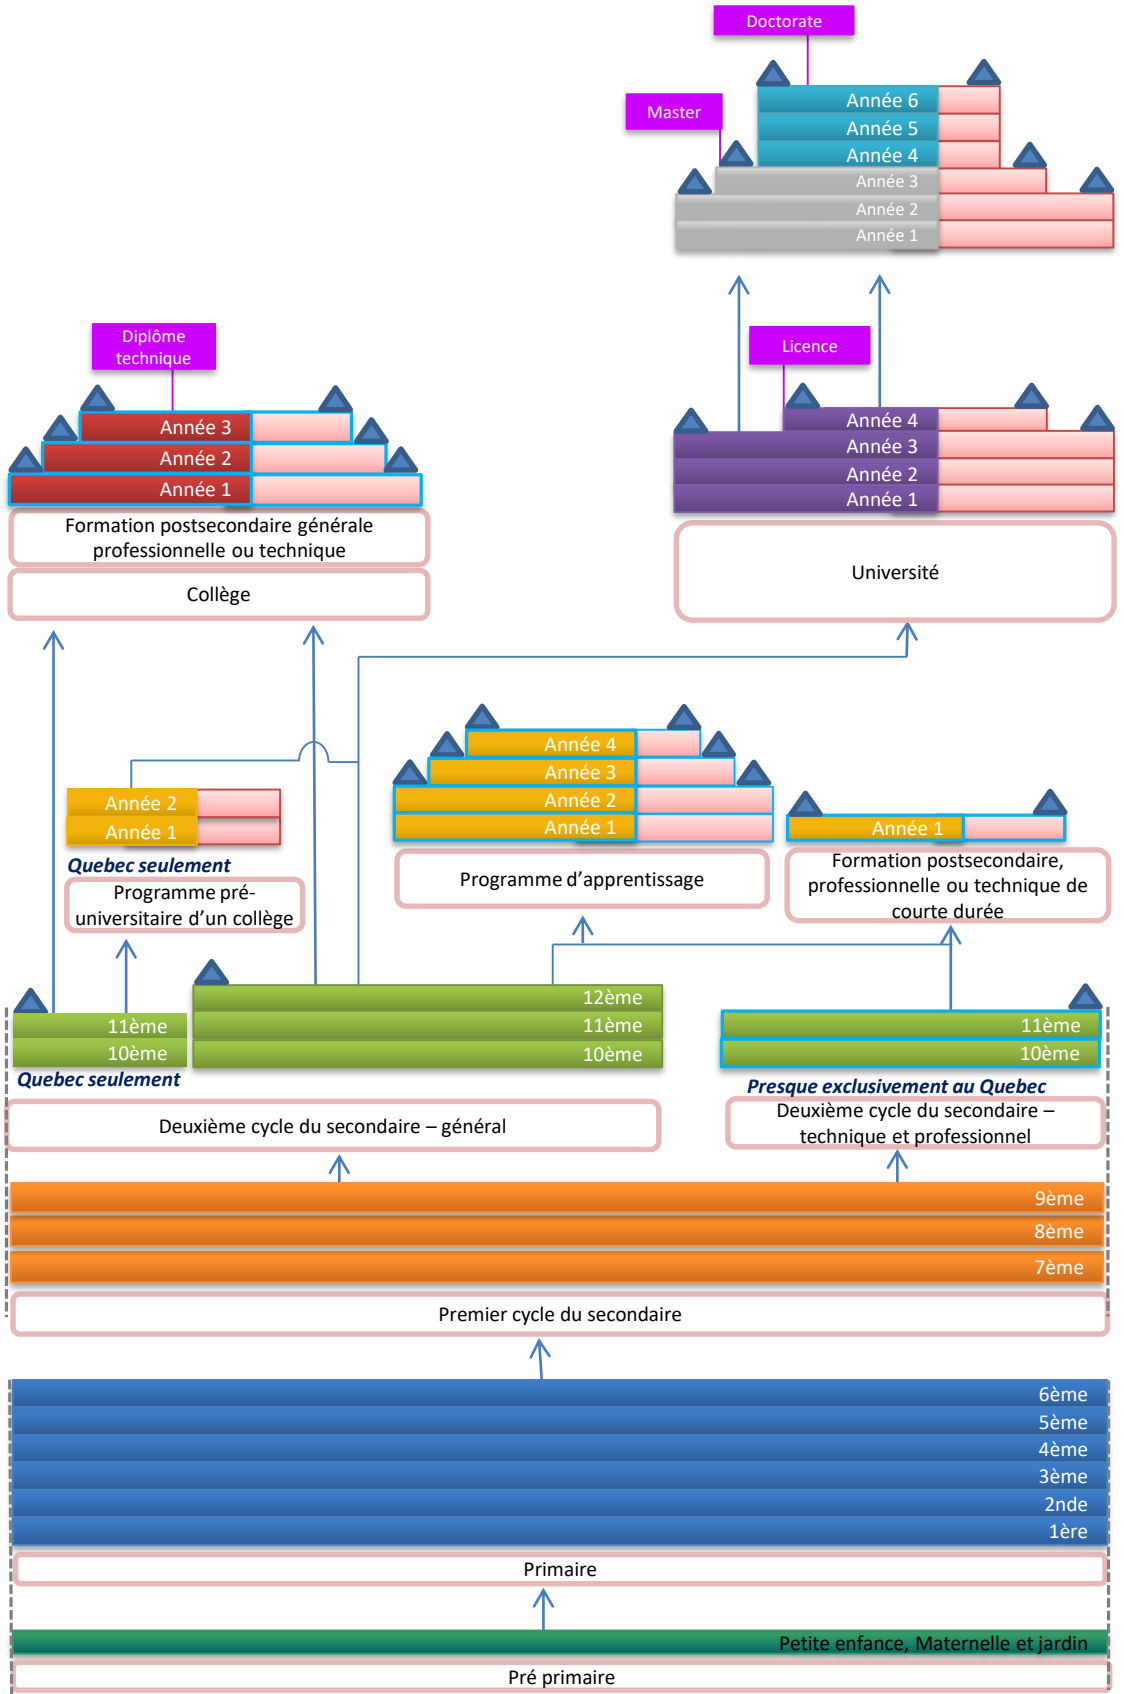 Doctorate
Master
Année 6
Année 5
Année 4
Année 3
Année 2
Année 1
Diplôme
technique
Licence
Année 3
Année 2
Année 1
Année 4
Année 3
Année 2
Année 1
Formation postsecondaire générale
professionnelle ou technique
Collège
Université
Année 4
Année 3
Année 2
Année 1
Année 2
Année 1
Année 1
Quebec seulement
Programme pré-
universitaire d’un collège
Programme d’apprentissage
Formation postsecondaire,
professionnelle ou technique de
courte durée
11ème
10ème
Quebec seulement
12ème
11ème
10ème
11ème
10ème
Presque exclusivement au Quebec
Deuxième cycle du secondaire – général
Deuxième cycle du secondaire –
technique et professionnel
9ème
8ème
7ème
Premier cycle du secondaire
6ème
5ème
4ème
3ème
2nde
1ère
Primaire
Petite enfance, Maternelle et jardin
Pré primaire